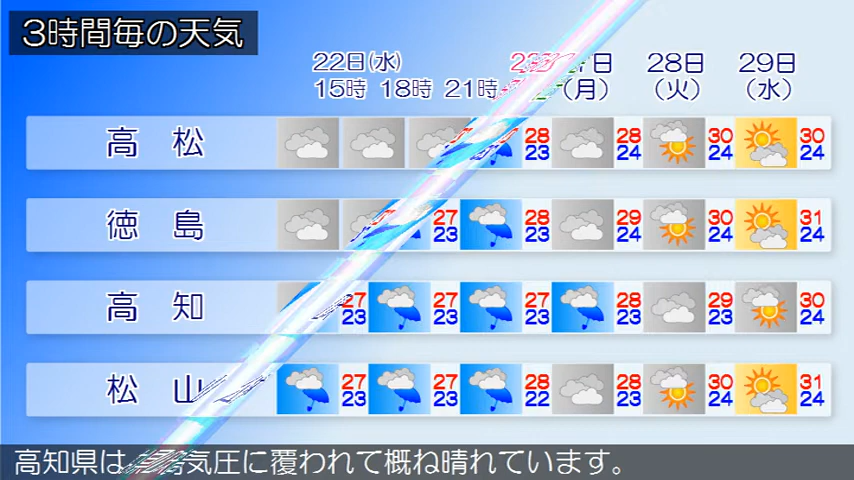 3時間毎の天気
22日(水) 日 28日 29日
15時 18時 21時 (月) (火) (水)
高松 28 23 28 24 30 24 30 24
徳島 27 23 28 23 29 24 30 24 31 24
高知 27 23 27 23 27 23 28 23 29 23 30 24
松山 27 23 27 23 28 22 28 23 30 24 31 24
高知県は 気圧に覆われて概ね晴れています。